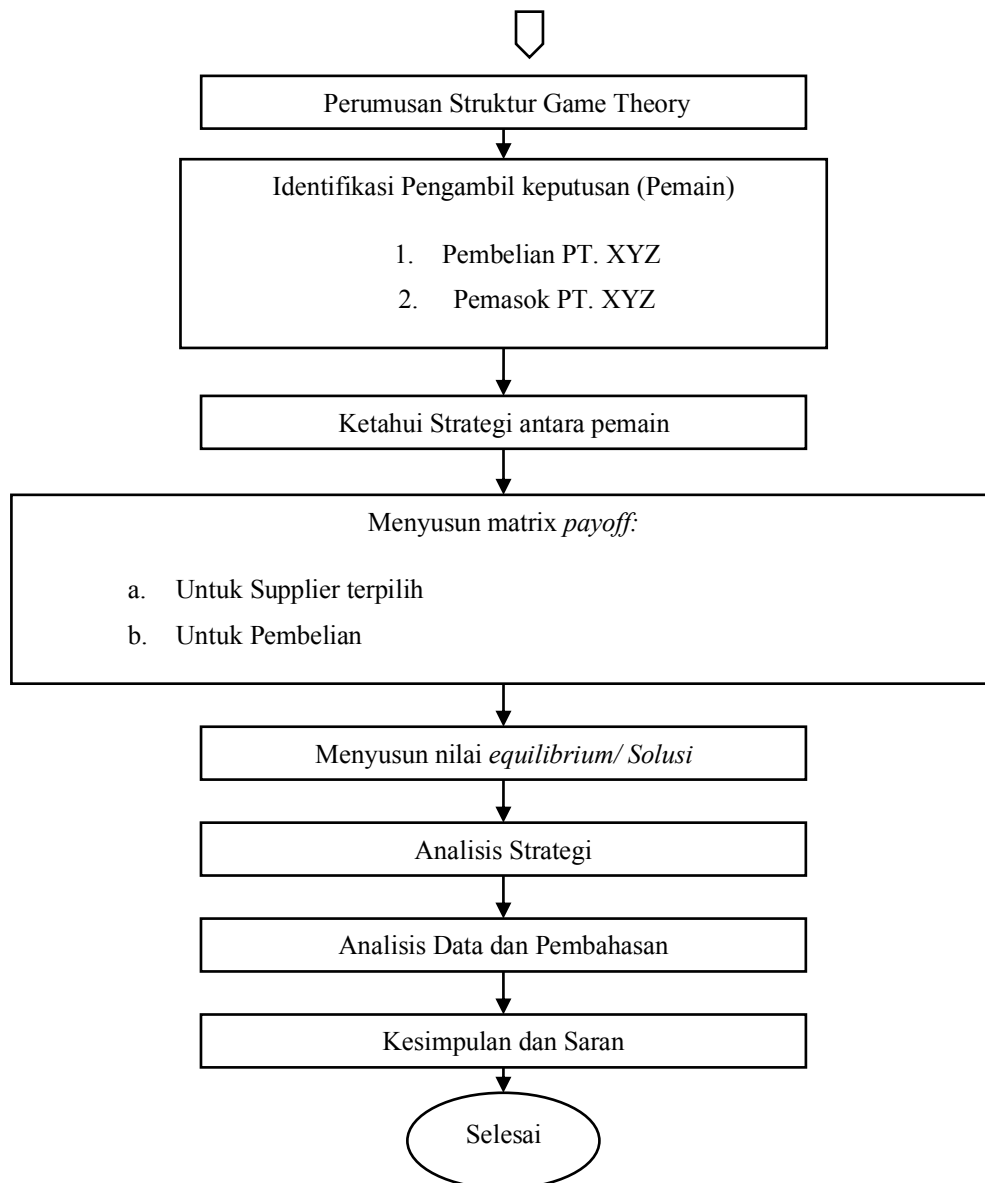 Perumusan Struktur Game Theory
Identifikasi Pengambil keputusan (Pemain)
1. Pembelian PT. XYZ
2. Pemasok PT. XYZ
Ketahui Strategi antara pemain
Menyusun matrix payoff:
a. Untuk Supplier terpilih
b. Untuk Pembelian
Menyusun nilai equilibrium/ Solusi
Analisis Strategi
Analisis Data dan Pembahasan
Kesimpulan dan Saran
Selesai